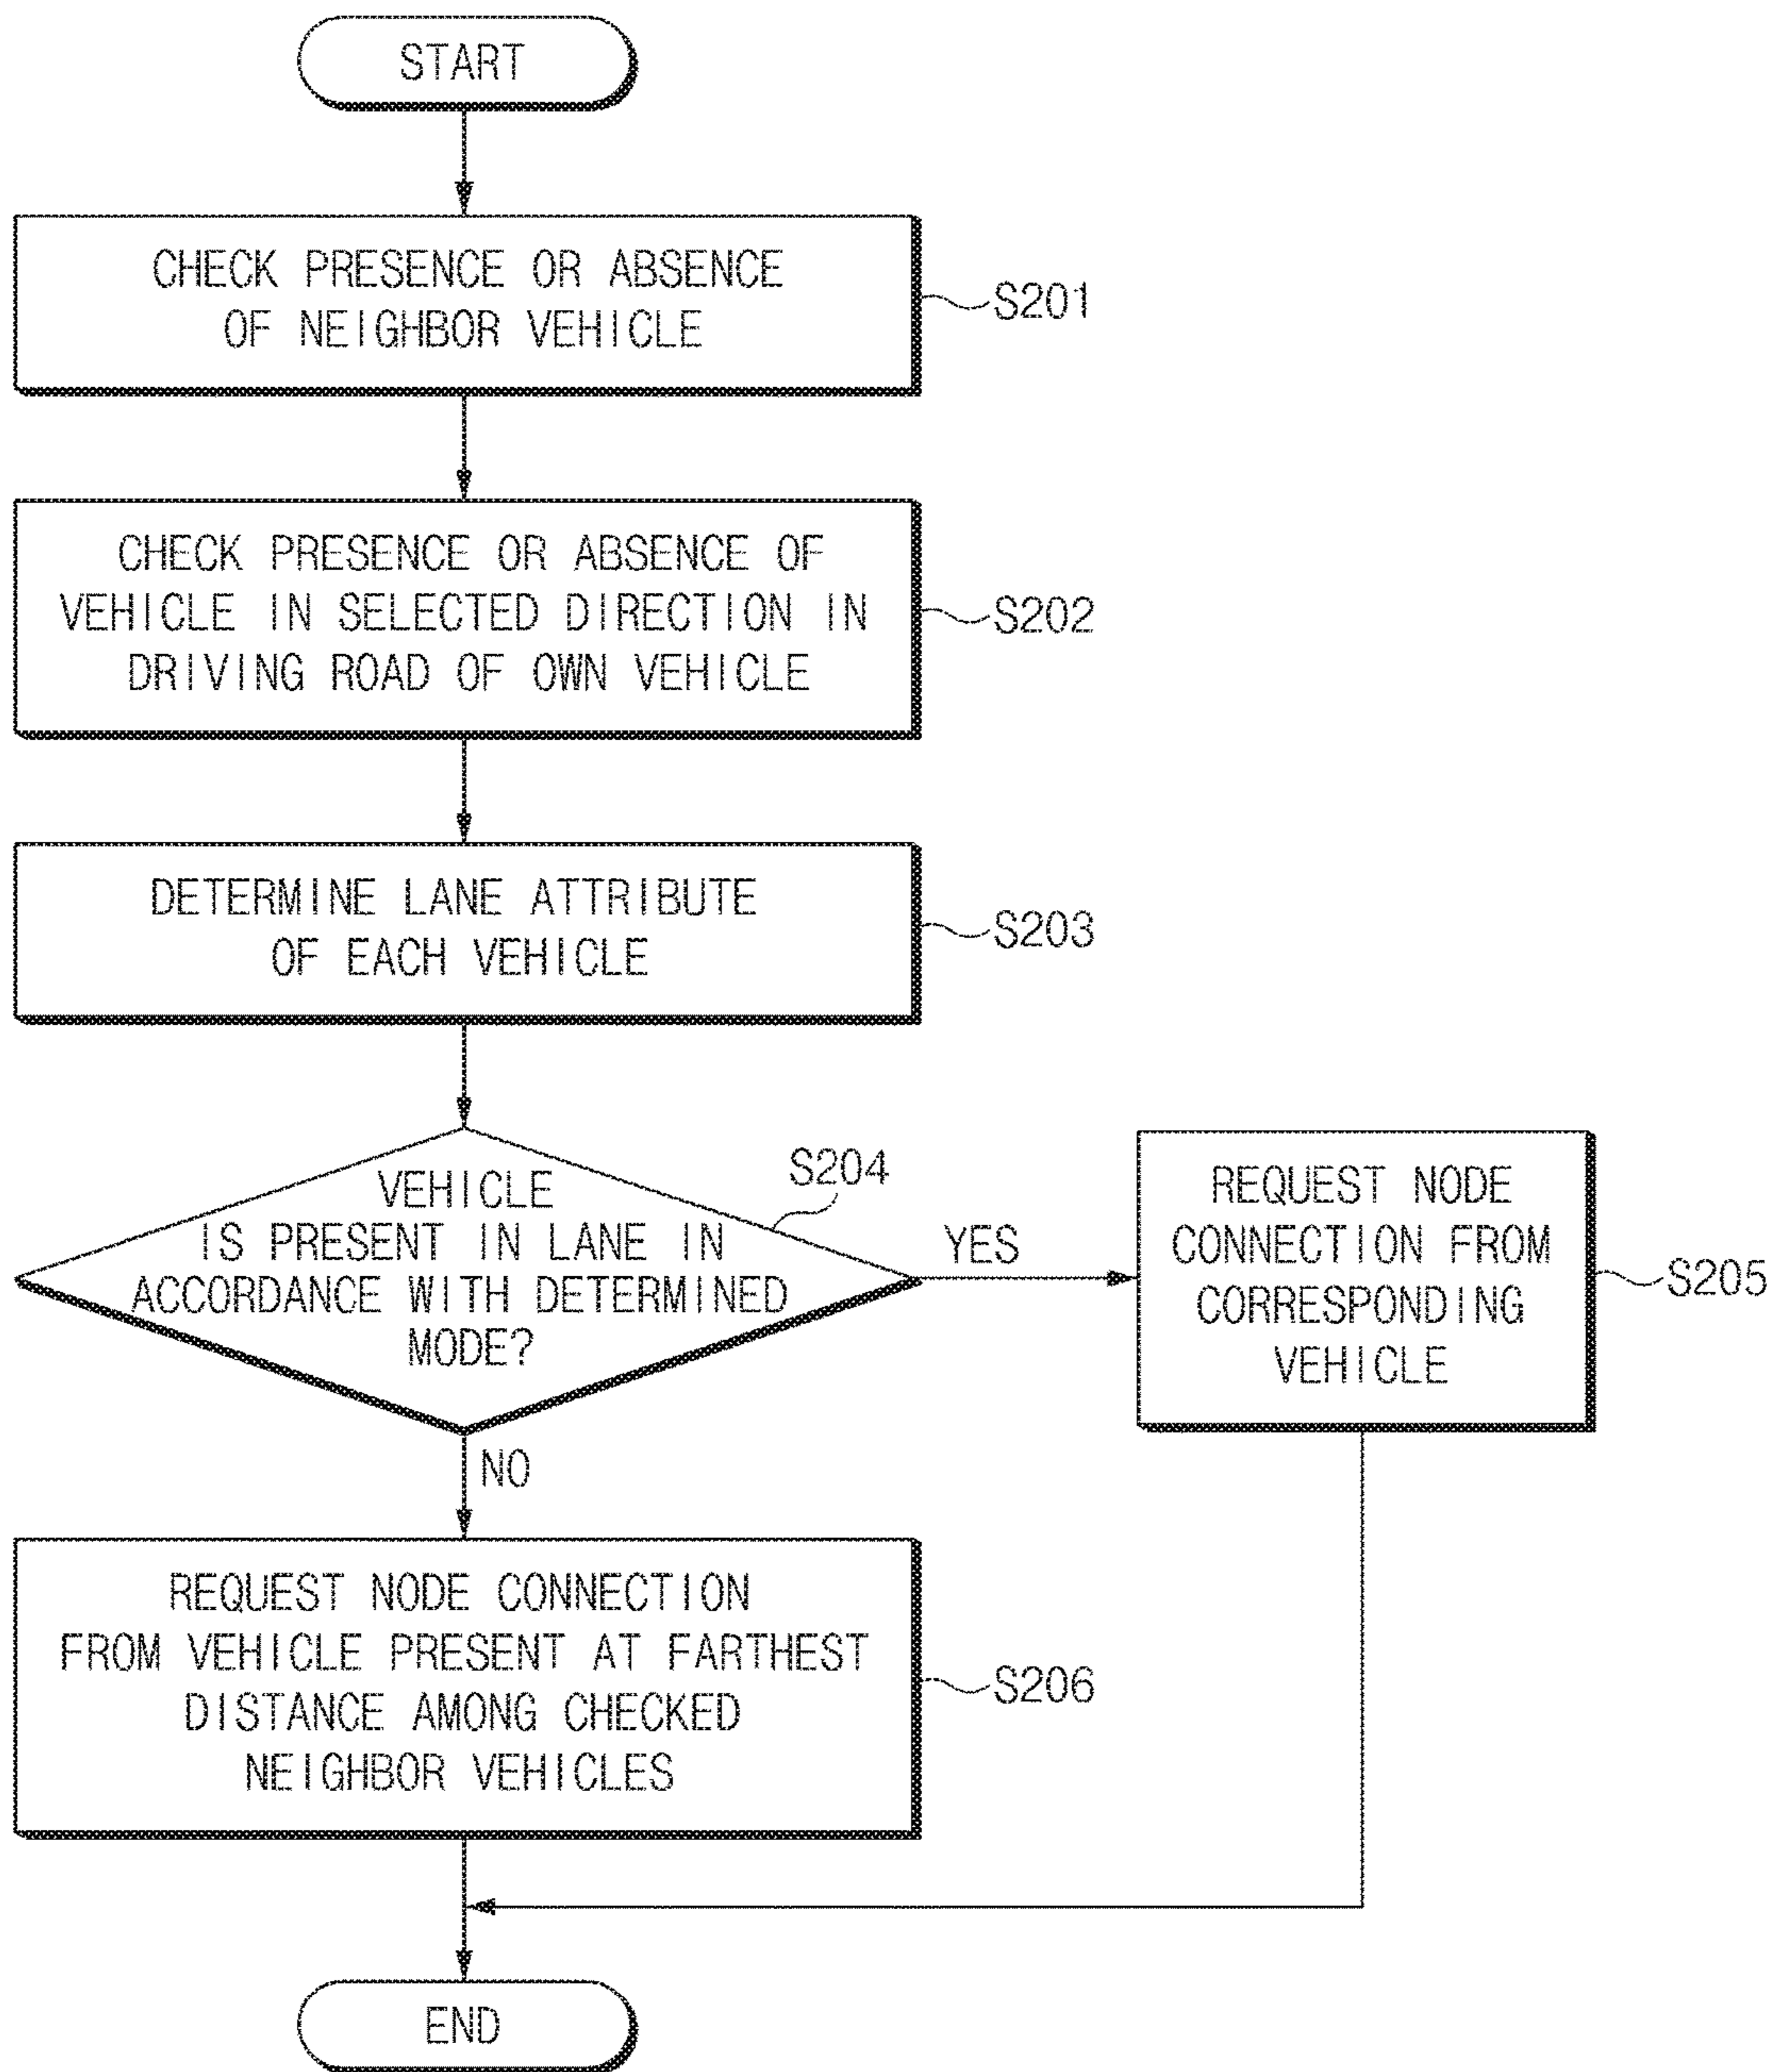 START
CHECK PRESENCE OR ABSENCE
OF NEIGHBOR VEHICLE
S201
CHECK PRESENCE OR ABSENCE OF
VEHICLE IN SELECTED DIRECTION IN
DRIVING ROAD OF OWN VEHICLE
S202
DETERMINE LANE ATTRIBUTE
OF EACH VEHICLE
S203
VEHICLE
IS PRESENT IN LANE IN
ACCORDANCE WITH DETERMINED
MODE?
S204
YES
REQUEST NODE
CONNECTION FROM
CORRESPONDING
VEHICLE
S205
NO
REQUEST NODE CONNECTION
FROM VEHICLE PRESENT AT FARTHEST
DISTANCE AMONG CHECKED
NEIGHBOR VEHICLES
S206
END